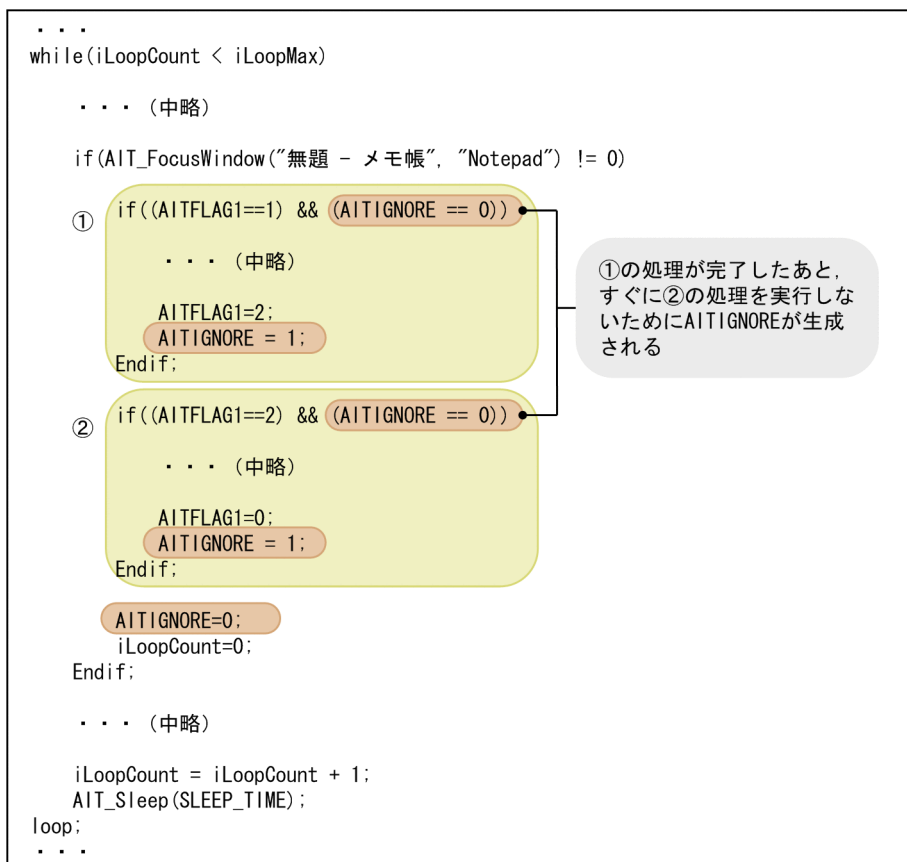 ・・・
while(iLoopCount < iLoopMax)
・・・（中略）
if(AIT_FocusWindow("無題 - メモ帳", "Notepad") != 0)
①
if((AITFLAG1==1) && (AITIGNORE == 0))
・・・（中略）
AITFLAG1=2;
AITIGNORE = 1;
Endif;
①の処理が完了したあと，
すぐに②の処理を実行しな
いためにAITIGNOREが生成
される
②
if((AITFLAG1==2) && (AITIGNORE == 0))
・・・（中略）
AITFLAG1=0;
AITIGNORE = 1;
Endif;
AITIGNORE=0;
iLoopCount=0;
Endif;
・・・（中略）
iLoopCount = iLoopCount + 1;
AIT_Sleep(SLEEP_TIME);
loop;
・・・